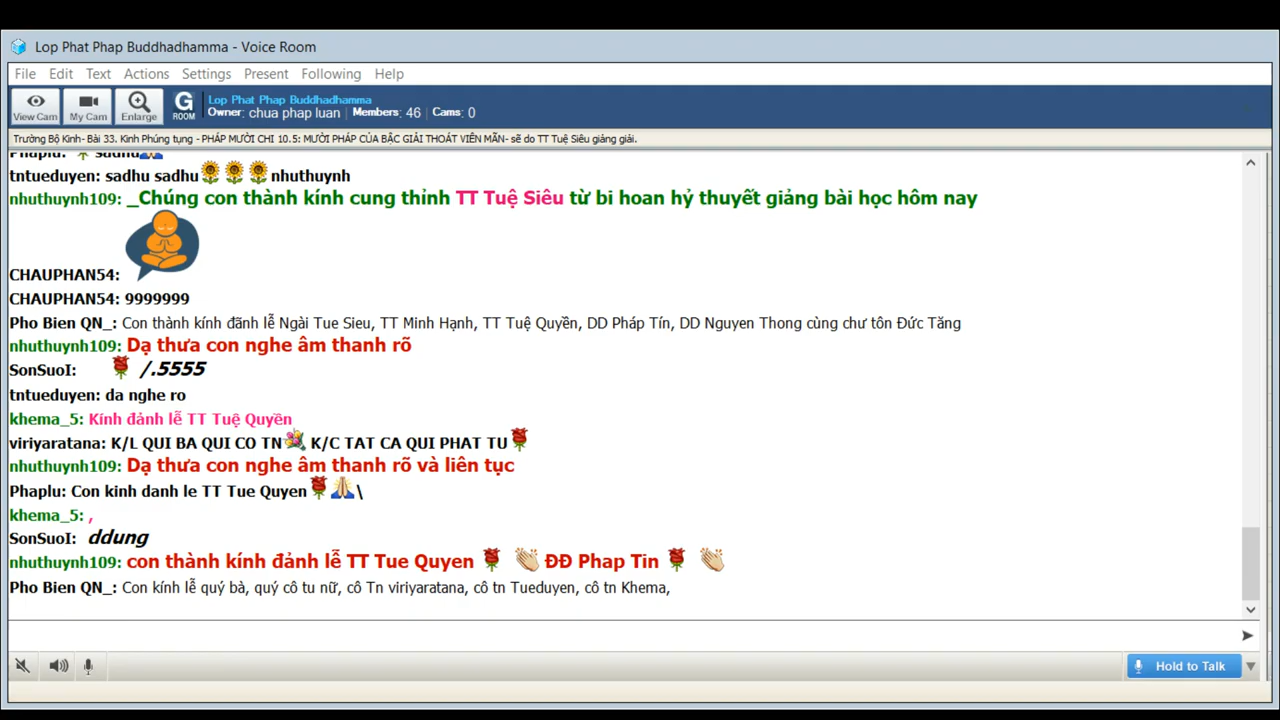 Lop Phat Phap Buddhadhamma - Voice Room
File Edit Text Actions Settings Present Following Help
View Cam My Cam Enlarge G ROOM Lop Phat Phap Buddhadhamma
Owner: chua phap luan | Members: 46 | Cams: 0
Trường Bộ Kinh- Bài 33. Kinh Phúng tụng - PHÁP MƯỜI CHI 10.5: MƯỜI PHÁP CỦA BẬC GIẢI THOÁT VIÊN MÃN- sẽ do TT Tuệ Siêu giảng giải.
Phaplu: sadhu
tntueduyen: sadhu sadhu nhuthuynh
nhuthuynh109: _Chúng con thành kính cung thỉnh TT Tuệ Siêu từ bi hoan hỷ thuyết giảng bài học hôm nay
CHAUPHAN54:
CHAUPHAN54: 9999999
Pho Bien QN_: Con thành kính đãnh lễ Ngài Tue Sieu, TT Minh Hạnh, TT Tuệ Quyền, DD Pháp Tín, DD Nguyen Thong cùng chư tôn Đức Tăng
nhuthuynh109: Dạ thưa con nghe âm thanh rõ
SonSuoI: /.5555
tntueduyen: da nghe ro
khema_5: Kính đảnh lễ TT Tuệ Quyền
viriyaratana: K/L QUI BA QUI CO TN K/C TAT CA QUI PHAT TU
nhuthuynh109: Dạ thưa con nghe âm thanh rõ và liên tục
Phaplu: Con kinh danh le TT Tue Quyen \
khema_5: ,
SonSuoI: ddung
nhuthuynh109: con thành kính đảnh lễ TT Tue Quyen ĐĐ Phap Tin
Pho Bien QN_: Con kính lễ quý bà, quý cô tu nữ, cô Tn viriyaratana, cô tn Tueduyen, cô tn Khema,
Hold to Talk